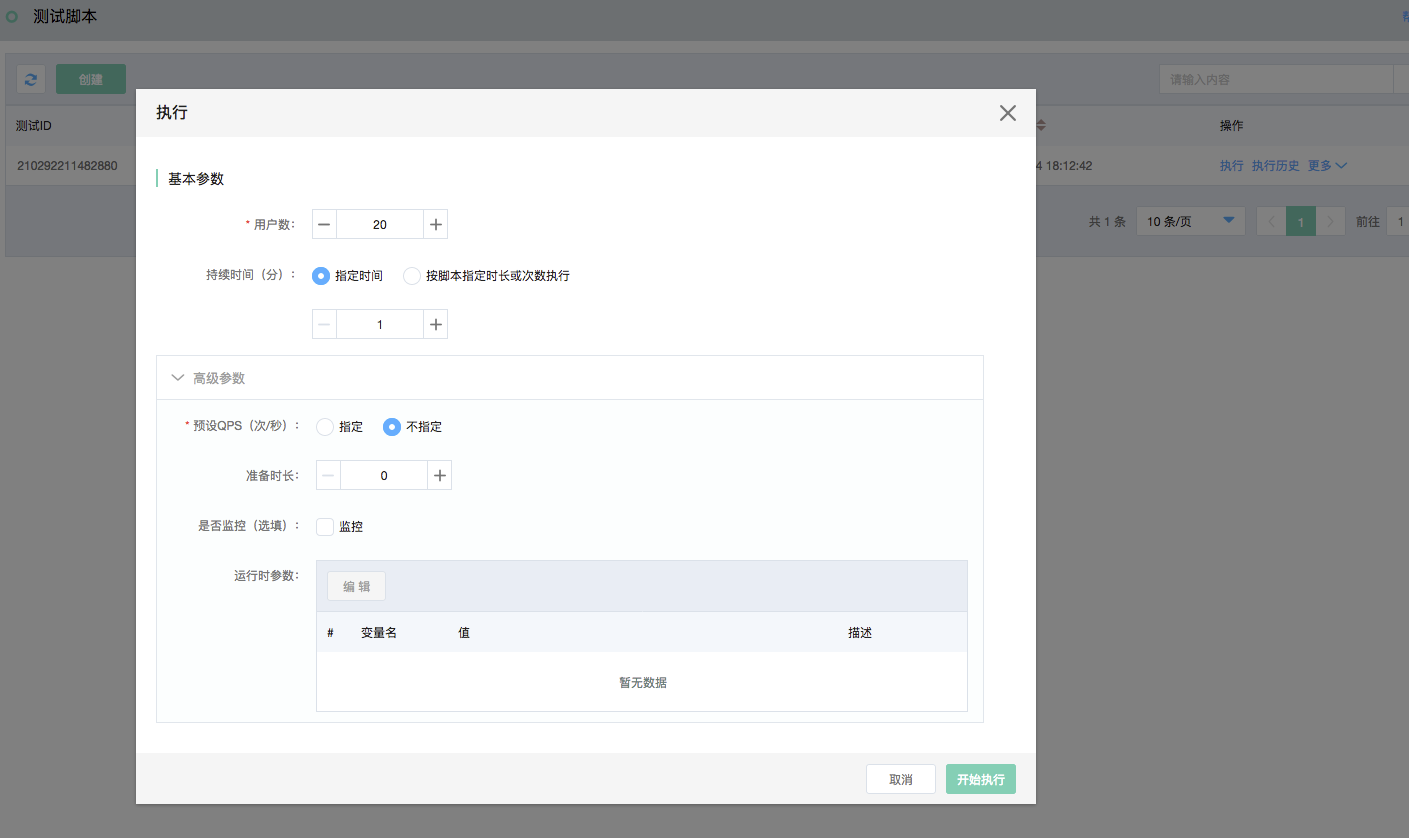 测试脚本
创建
请输入内容
测试ID
操作
210292211482880
4 18:12:42
执行 执行历史 更多
共 1 条
10 条/页
1
前往
1
执行
基本参数
* 用户数:
20
持续时间（分）:
指定时间
按脚本指定时长或次数执行
1
高级参数
* 预设QPS（次/秒）:
指定
不指定
准备时长:
0
是否监控（选填）:
监控
运行时参数:
编 辑
# 变量名 值 描述
暂无数据
取消
开始执行